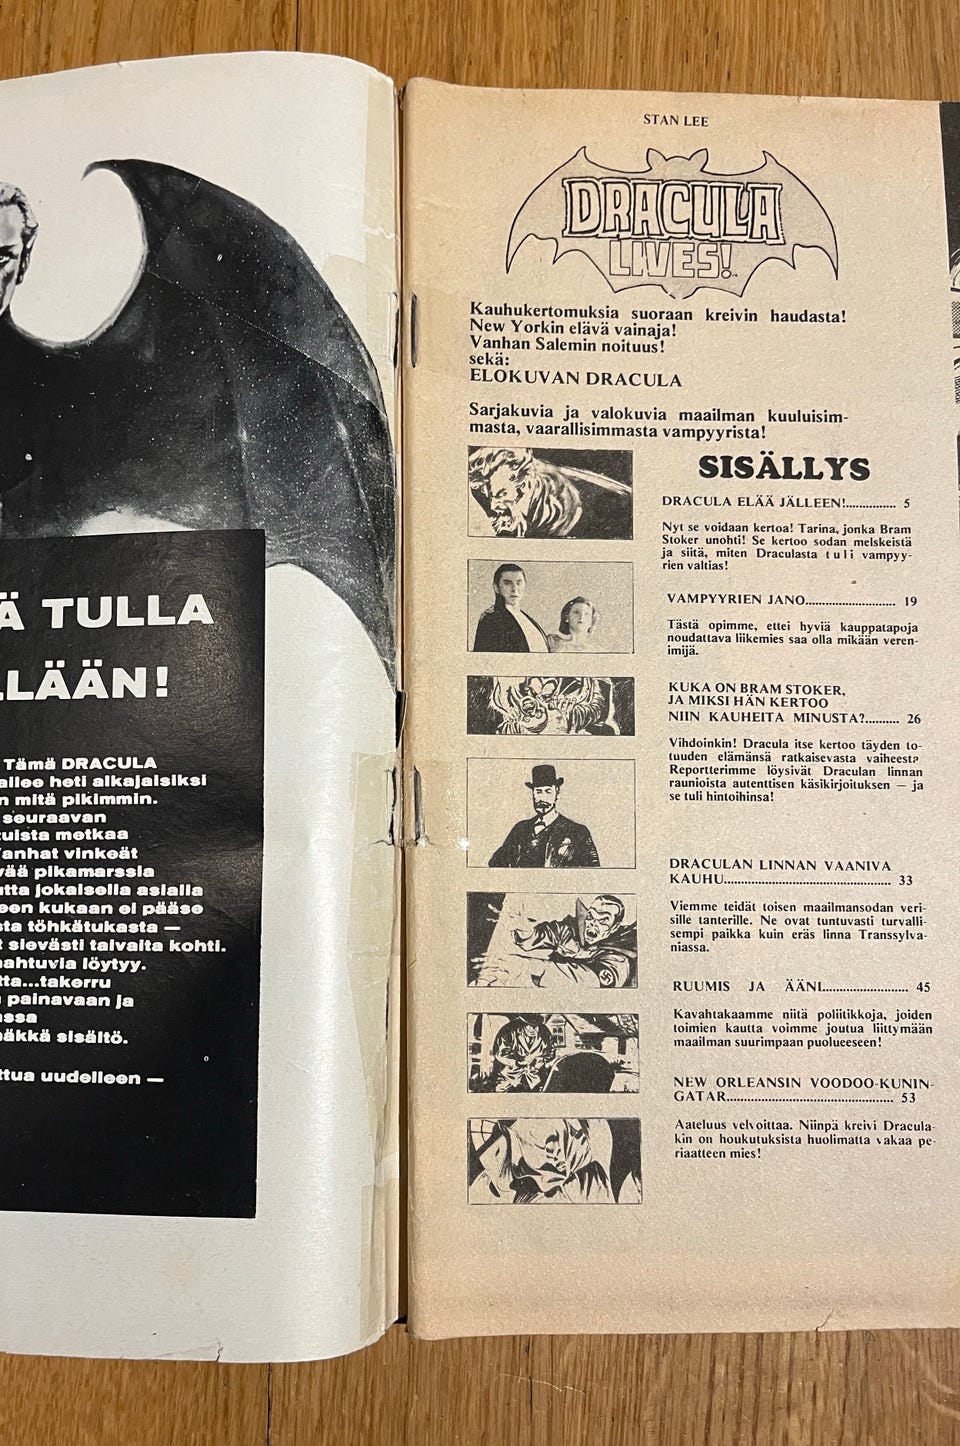 Ä TULLA
LLÄÄN!
Tämä DRACULA
ailee heti alkajaisiksi
n mitä pikimmin.
seuraavan
tuista metkaa
Vanhat vinkeät
vää pikamarssia
utta jokaisella asialla
een kukaan ei pääse
sta töhkätukasta —
t sievästi taivaita kohti.
nahtuvia löytyy.
tta...takerru
painavaan ja
assa
näkkä sisältö.
ttua uudelleen —
STAN LEE
DRACULA
LIVES!
Kauhukertomuksia suoraan kreivin haudasta!
New Yorkin elävä vainaja!
Vanhan Salemin noituus!
sekä:
ELOKUVAN DRACULA
Sarjakuvia ja valokuvia maailman kuuluisim-
masta, vaarallisimmasta vampyyrista!
SISÄLLYS
DRACULA ELÄÄ JÄLLEEN!............... 5
Nyt se voidaan kertoa! Tarina, jonka Bram
Stoker unohti! Se kertoo sodan melskeistä
ja siitä, miten Draculasta tuli vampyy-
rien valtias!
VAMPYYRIEN JANO........................... 19
Tästä opimme, ettei hyviä kauppatapoja
noudattava liikemies saa olla mikään veren-
imijä.
KUKA ON BRAM STOKER,
JA MIKSI HÄN KERTOO
NIIN KAUHEITA MINUSTA?.......... 26
Vihdoinkin! Dracula itse kertoo täyden to-
tuuden elämänsä ratkaisevasta vaiheesta
Reportterimme löysivät Draculan linnan
raunioista autenttisen käsikirjoituksen — ja
se tuli hintoihinsa!
DRACULAN LINNAN VAANIVA
KAUHU.................................................. 33
Viemme teidät toisen maailmansodan veri-
sille tanterille. Ne ovat tuntuvasti turvalli-
sempi paikka kuin eräs linna Transsylva-
niassa.
RUUMIS JA ÄÄNI......................... 45
Kavahtakaamme niitä poliitikkoja, joiden
toimien kautta voimme joutua liittymään
maailman suurimpaan puolueeseen!
NEW ORLEANSIN VOODOO-KUNIN-
GATAR.................................................. 53
Aateluus velvoittaa. Niinpä kreivi Dracula-
kin on houkutuksista huolimatta vakaa pe-
riaatteen mies!